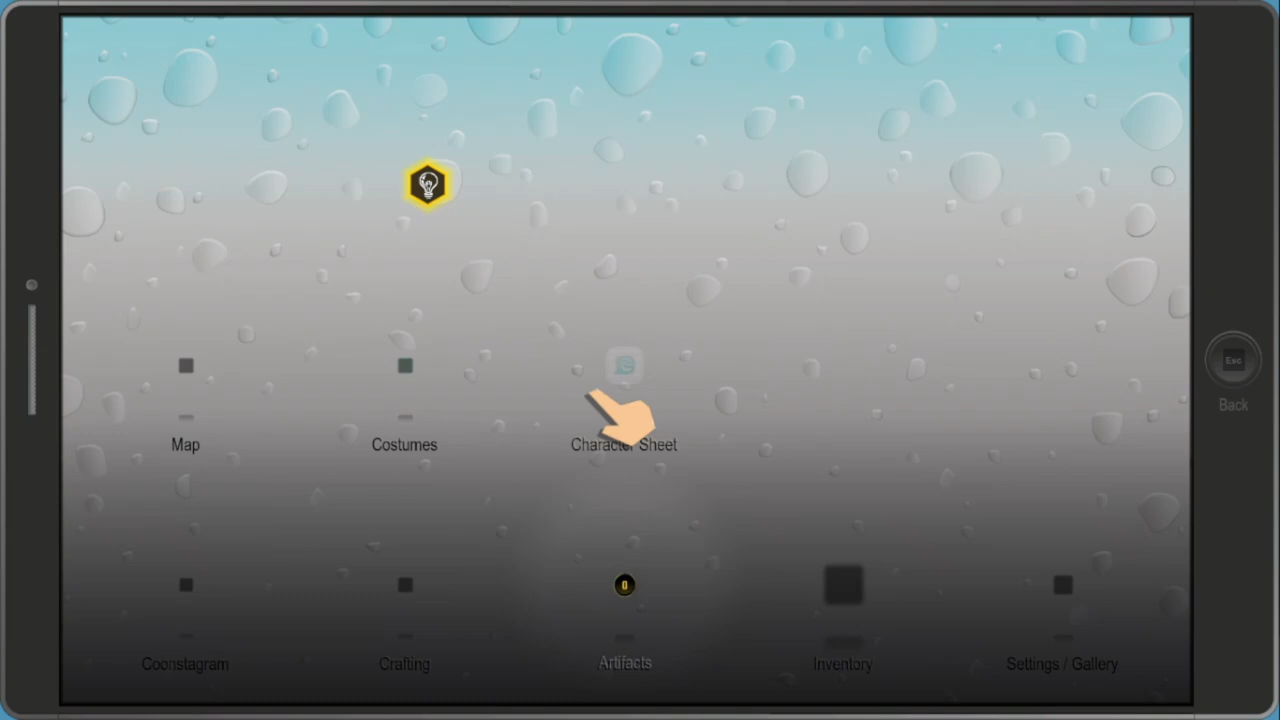 Esc
Back
Map
Costumes
Character Sheet
0
Coonstagram
Crafting
Artifacts
Inventory
Settings / Gallery